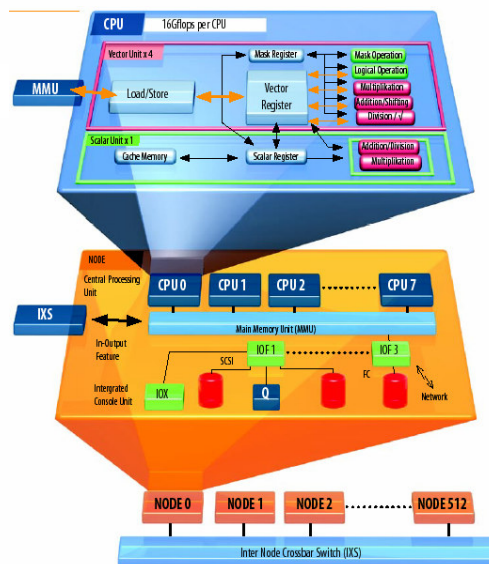 CPU
16Gflops per CPU
Vector Unit x 4
Mask Register
Mask Operation
Logical Operation
MMU
Load/Store
Vector
Register
Multiplikation
Addition/Shifting
Division / √
Scalar Unit x 1
Cache Memory
Scalar Register
Addition/Division
Multiplikation
NODE
Central Processing
Unit
CPU 0
CPU 1
CPU 2
CPU 7
IXS
Main Memory Unit (MMU)
In-Output
Feature
IOF 1
IOF 3
SCSI
FC
Intergrated
Console Unit
IOX
Q
Network
NODE 0
NODE 1
NODE 2
NODE 512
Inter Node Crossbar Switch (IXS)